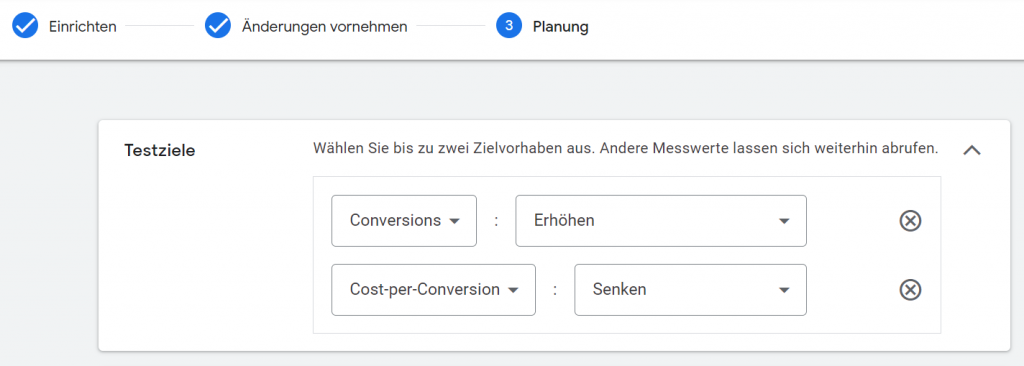 Einrichten Änderungen vornehmen 3 Planung
Testziele Wählen Sie bis zu zwei Zielvorhaben aus. Andere Messwerte lassen sich weiterhin abrufen.
Conversions : Erhöhen
Cost-per-Conversion : Senken